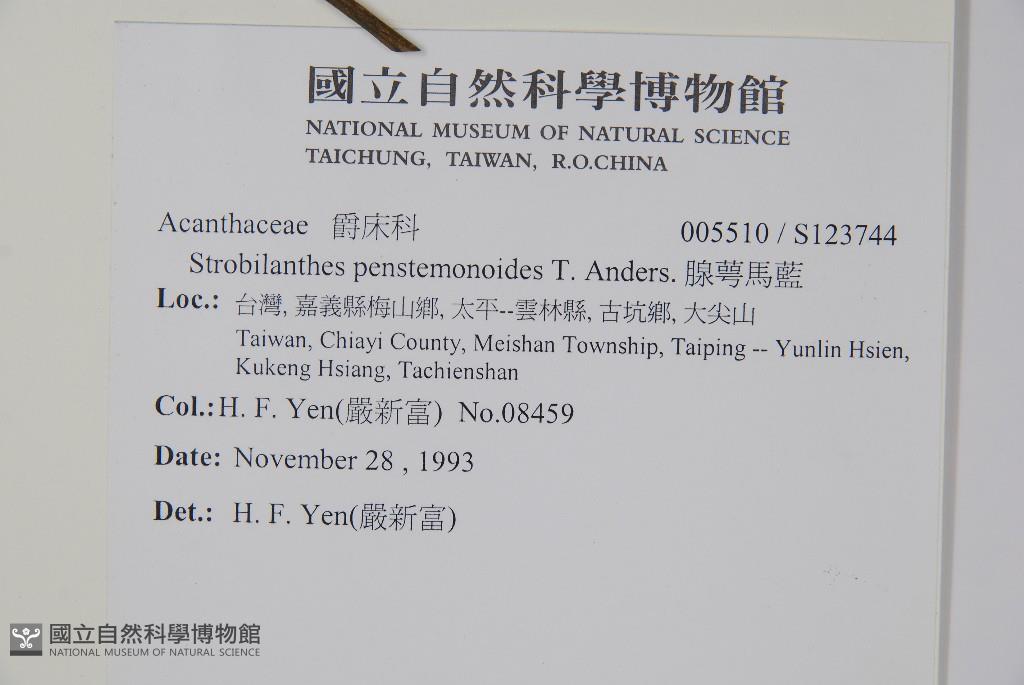 國立自然科學博物館
NATIONAL MUSEUM OF NATURAL SCIENCE
TAICHUNG, TAIWAN, R.O.CHINA
Acanthaceae 爵床科 005510 / S123744
Strobilanthes penstemonoides T. Anders. 腺萼馬藍
Loc.: 台灣, 嘉義縣梅山鄉, 太平--雲林縣, 古坑鄉, 大尖山
Taiwan, Chiayi County, Meishan Township, Taiping -- Yunlin Hsien,
Kukeng Hsiang, Tachienshan
Col.: H. F. Yen(嚴新富) No.08459
Date: November 28 , 1993
Det.: H. F. Yen(嚴新富)
國立自然科學博物館
NATIONAL MUSEUM OF NATURAL SCIENCE